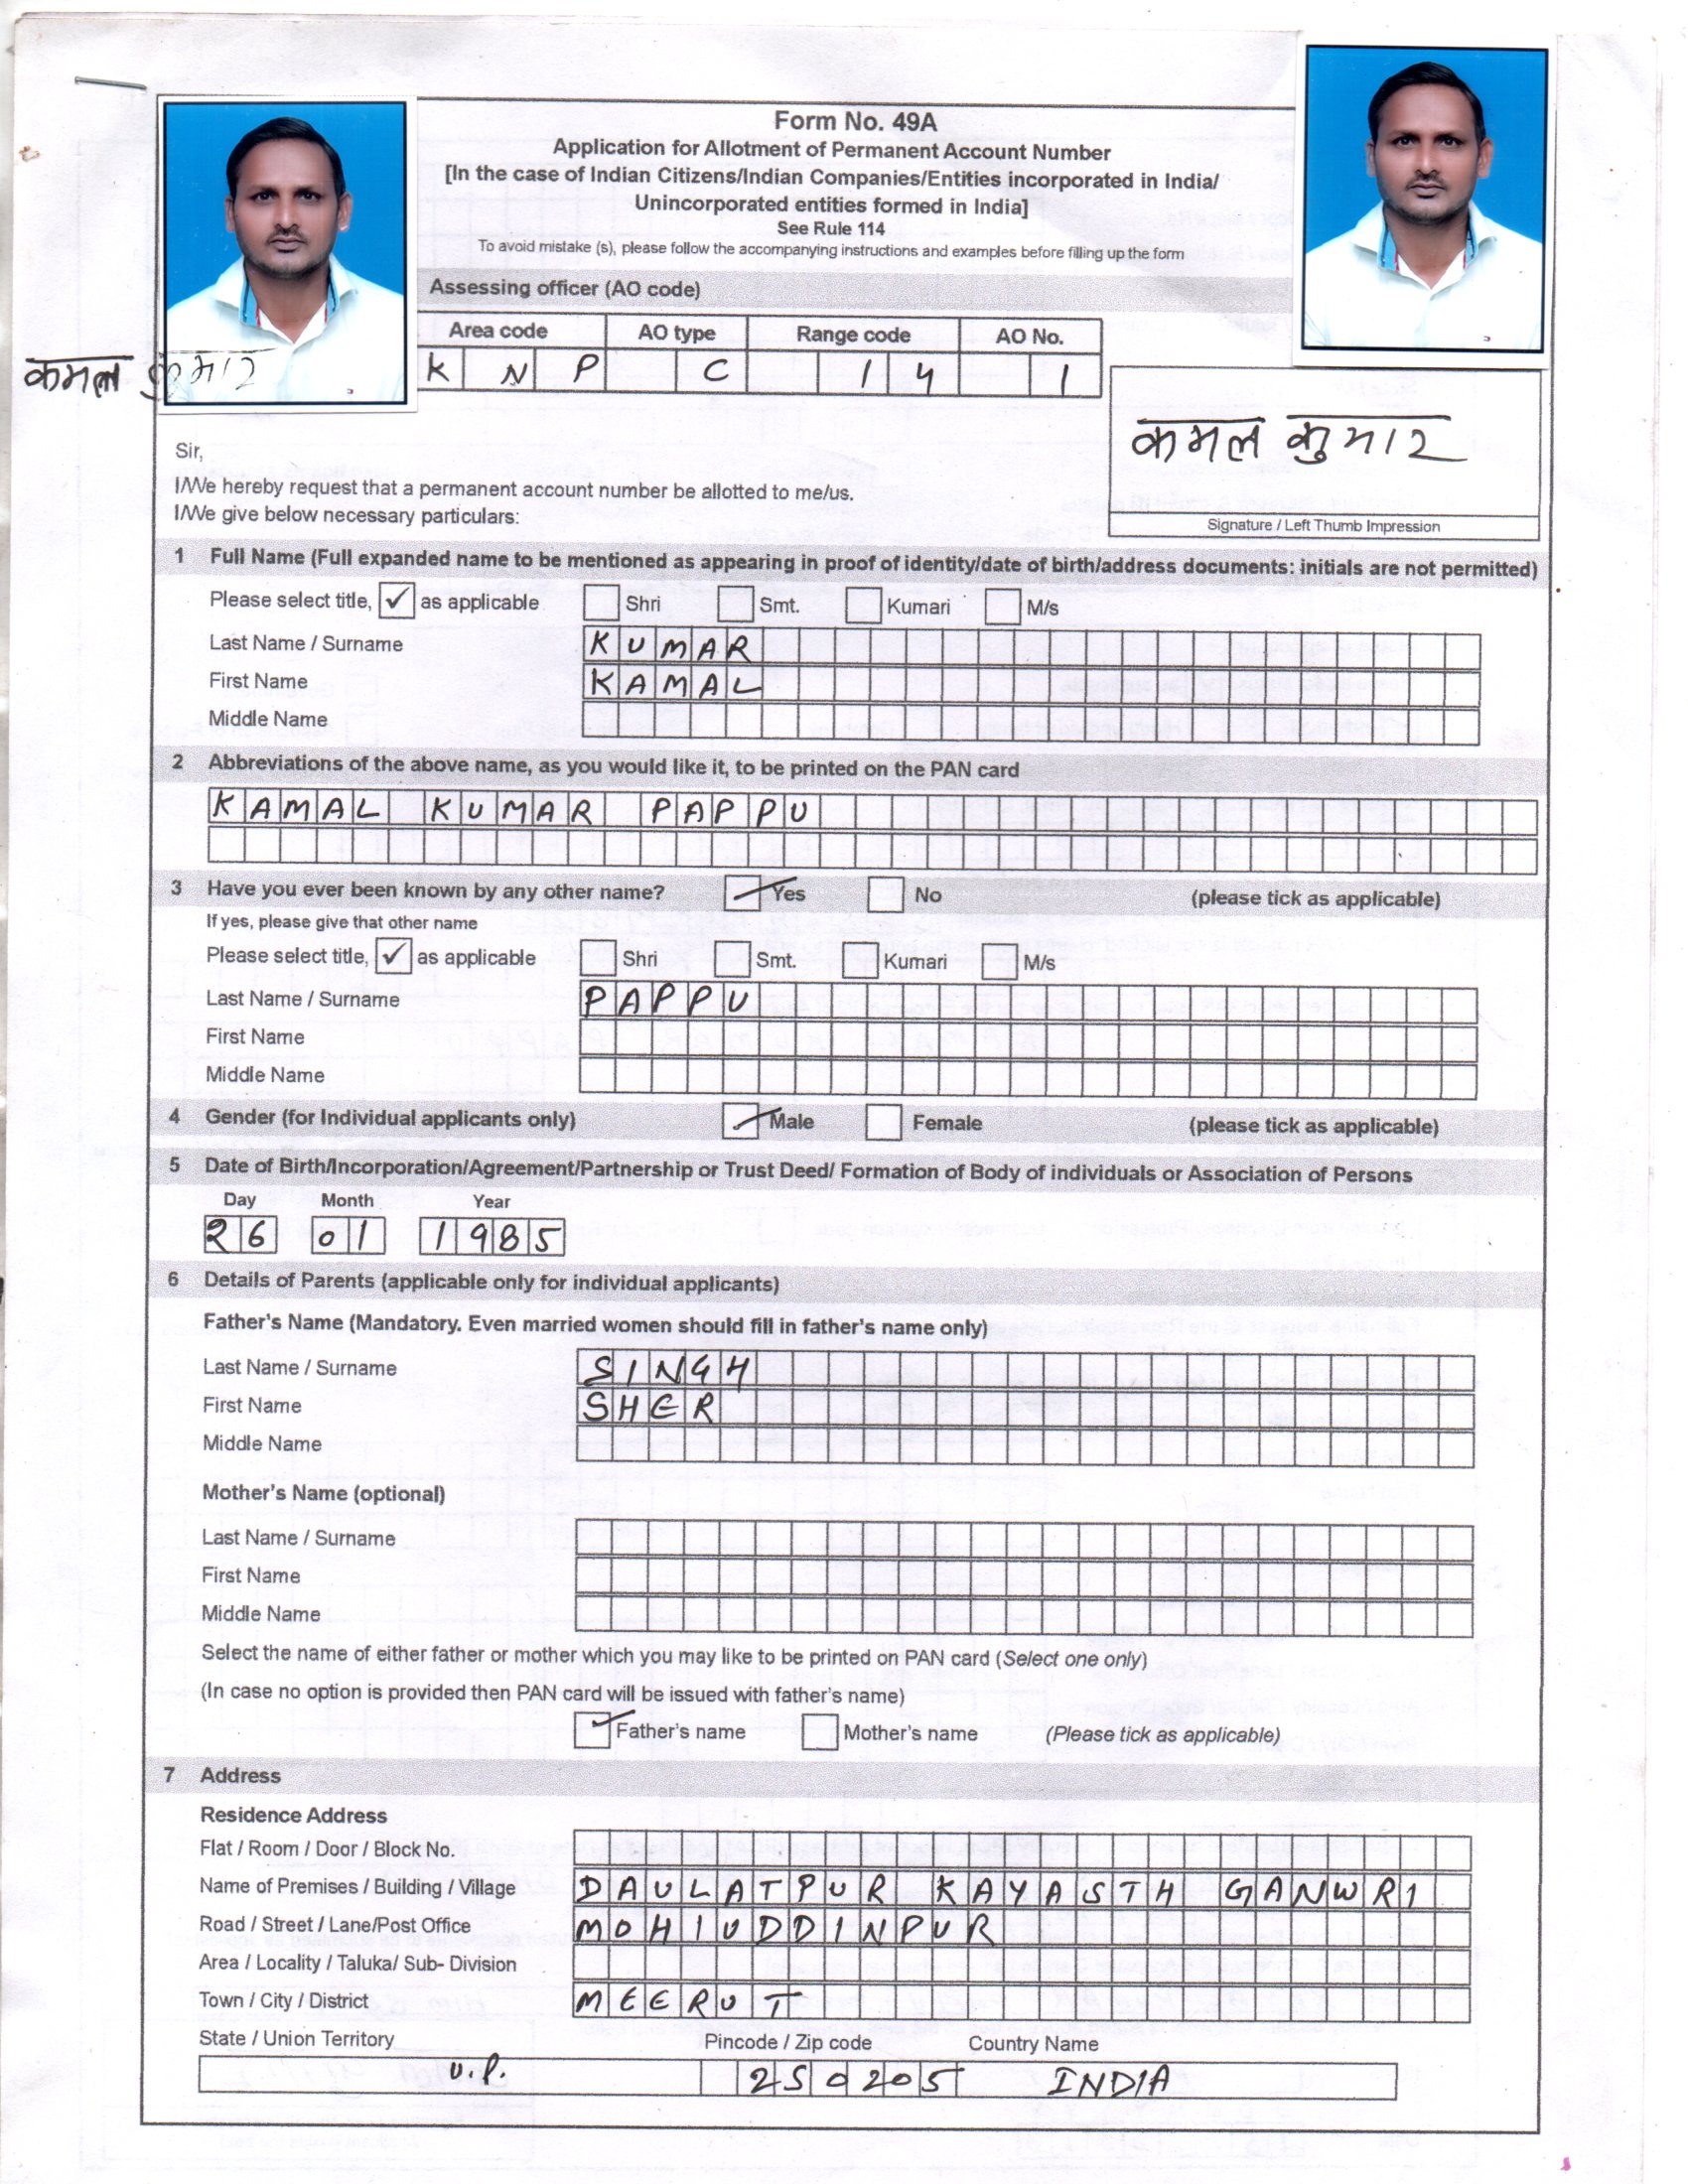 Form No. 49A
Application for Allotment of Permanent Account Number
[In the case of Indian Citizens/Indian Companies/Entities incorporated in India/
Unincorporated entities formed in India]
See Rule 114
To avoid mistake (s), please follow the accompanying instructions and examples before filling up the form
Assessing officer (AO code)
Area code AO type Range code AO No.
KNP C 14 1
कमल कुमार
कमल कुमार
Signature / Left Thumb Impression
Sir,
I/We hereby request that a permanent account number be allotted to me/us.
I/We give below necessary particulars:
1 Full Name (Full expanded name to be mentioned as appearing in proof of identity/date of birth/address documents: initials are not permitted)
Please select title, ✓ as applicable Shri Smt. Kumari M/s
Last Name / Surname KUMAR
First Name KAMAL
Middle Name
2 Abbreviations of the above name, as you would like it, to be printed on the PAN card
KAMAL KUMAR PAPPU
3 Have you ever been known by any other name? Yes No (please tick as applicable)
If yes, please give that other name
Please select title, ✓ as applicable Shri Smt. Kumari M/s
Last Name / Surname PAPPU
First Name
Middle Name
4 Gender (for Individual applicants only) Male Female (please tick as applicable)
5 Date of Birth/Incorporation/Agreement/Partnership or Trust Deed/ Formation of Body of individuals or Association of Persons
Day Month Year
26 01 1985
6 Details of Parents (applicable only for individual applicants)
Father's Name (Mandatory. Even married women should fill in father's name only)
Last Name / Surname SINGH
First Name SHER
Middle Name
Mother's Name (optional)
Last Name / Surname
First Name
Middle Name
Select the name of either father or mother which you may like to be printed on PAN card (Select one only)
(In case no option is provided then PAN card will be issued with father's name)
Father's name Mother's name (Please tick as applicable)
7 Address
Residence Address
Flat / Room / Door / Block No.
Name of Premises / Building / Village DAULATPUR KAYASTH GANWRI
Road / Street / Lane/Post Office MOHIUDDINPUR
Area / Locality / Taluka/ Sub- Division
Town / City / District MEERUT
State / Union Territory Pincode / Zip code Country Name
U.P. 250205 INDIA